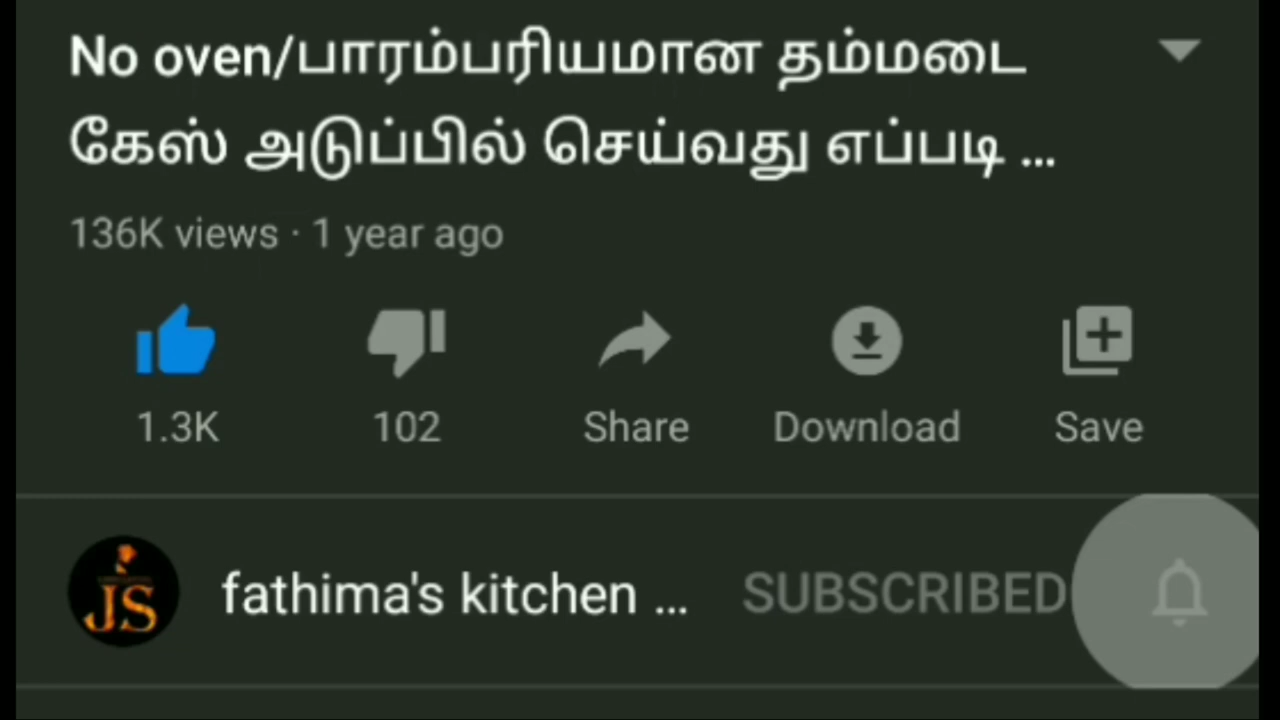 No oven/பாரம்பரியமான தம்மடை
கேஸ் அடுப்பில் செய்வது எப்படி ...
136K views · 1 year ago
1.3K
102
Share
Download
Save
JS
fathima's kitchen ...
SUBSCRIBED